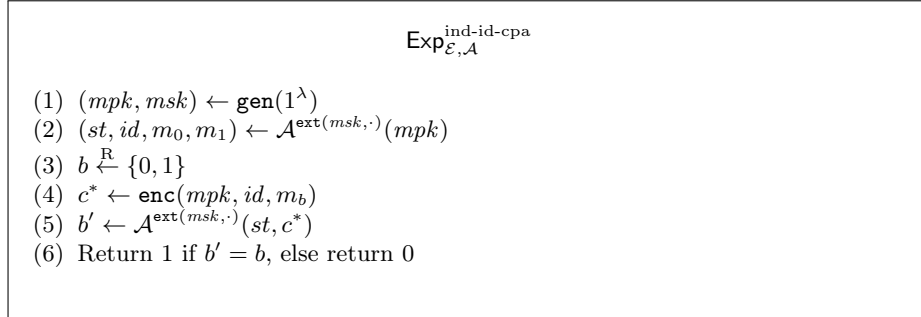 Exp^{ind-id-cpa}_{ℰ,𝒜}
(1) (mpk, msk) ← gen(1^λ)
(2) (st, id, m_0, m_1) ← 𝒜^{ext(msk,·)}(mpk)
(3) b ←^R {0, 1}
(4) c^* ← enc(mpk, id, m_b)
(5) b′ ← 𝒜^{ext(msk,·)}(st, c^*)
(6) Return 1 if b′ = b, else return 0